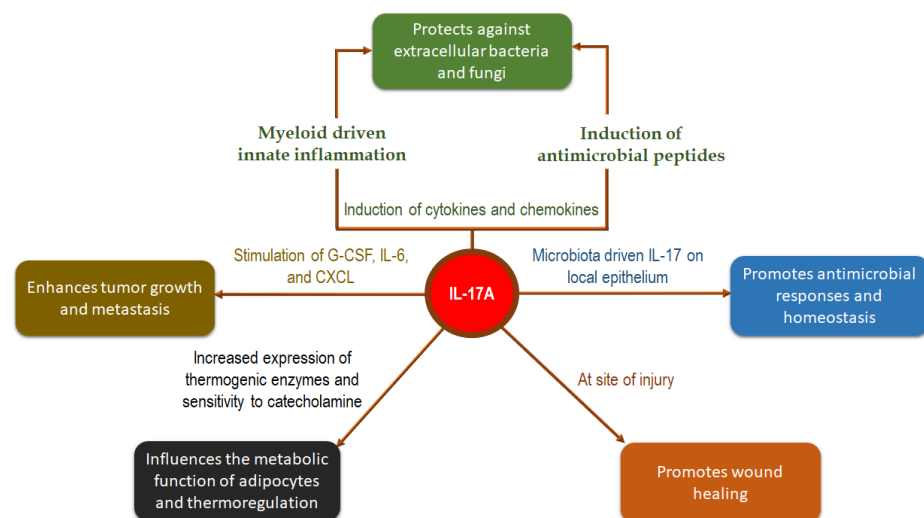 Protects against
extracellular bacteria
and fungi
Myeloid driven
innate inflammation
Induction of
antimicrobial peptides
Induction of cytokines and chemokines
Stimulation of G-CSF, IL-6,
and CXCL
Microbiota driven IL-17 on
local epithelium
Enhances tumor growth
and metastasis
IL-17A
Promotes antimicrobial
responses and
homeostasis
Increased expression of
thermogenic enzymes and
sensitivity to catecholamine
At site of injury
Influences the metabolic
function of adipocytes
and thermoregulation
Promotes wound
healing